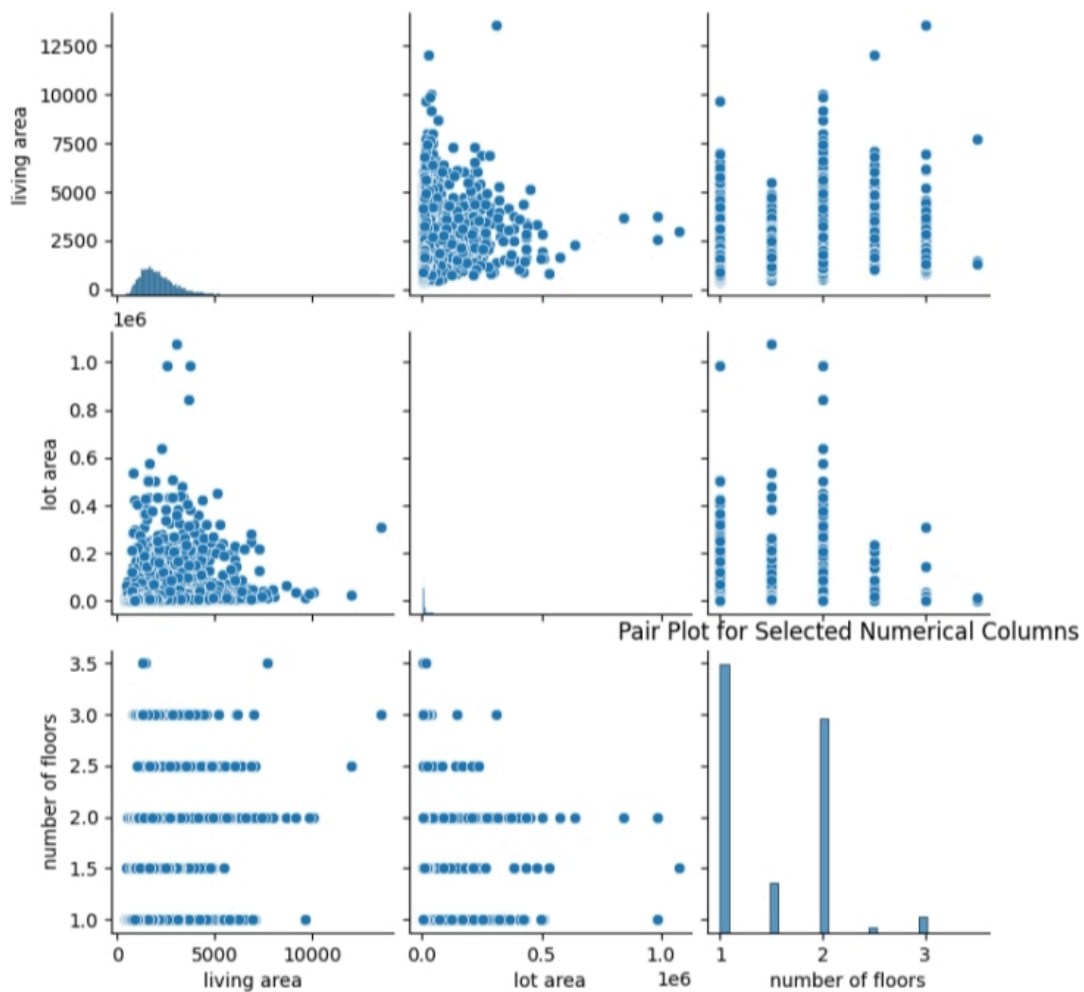 12500
10000
7500
5000
2500
0
living area
1e6
1.0
0.8
0.6
0.4
0.2
0.0
lot area
Pair Plot for Selected Numerical Columns
3.5
3.0
2.5
2.0
1.5
1.0
number of floors
0 5000 10000
living area
0.0 0.5 1.0
1e6
lot area
1 2 3
number of floors